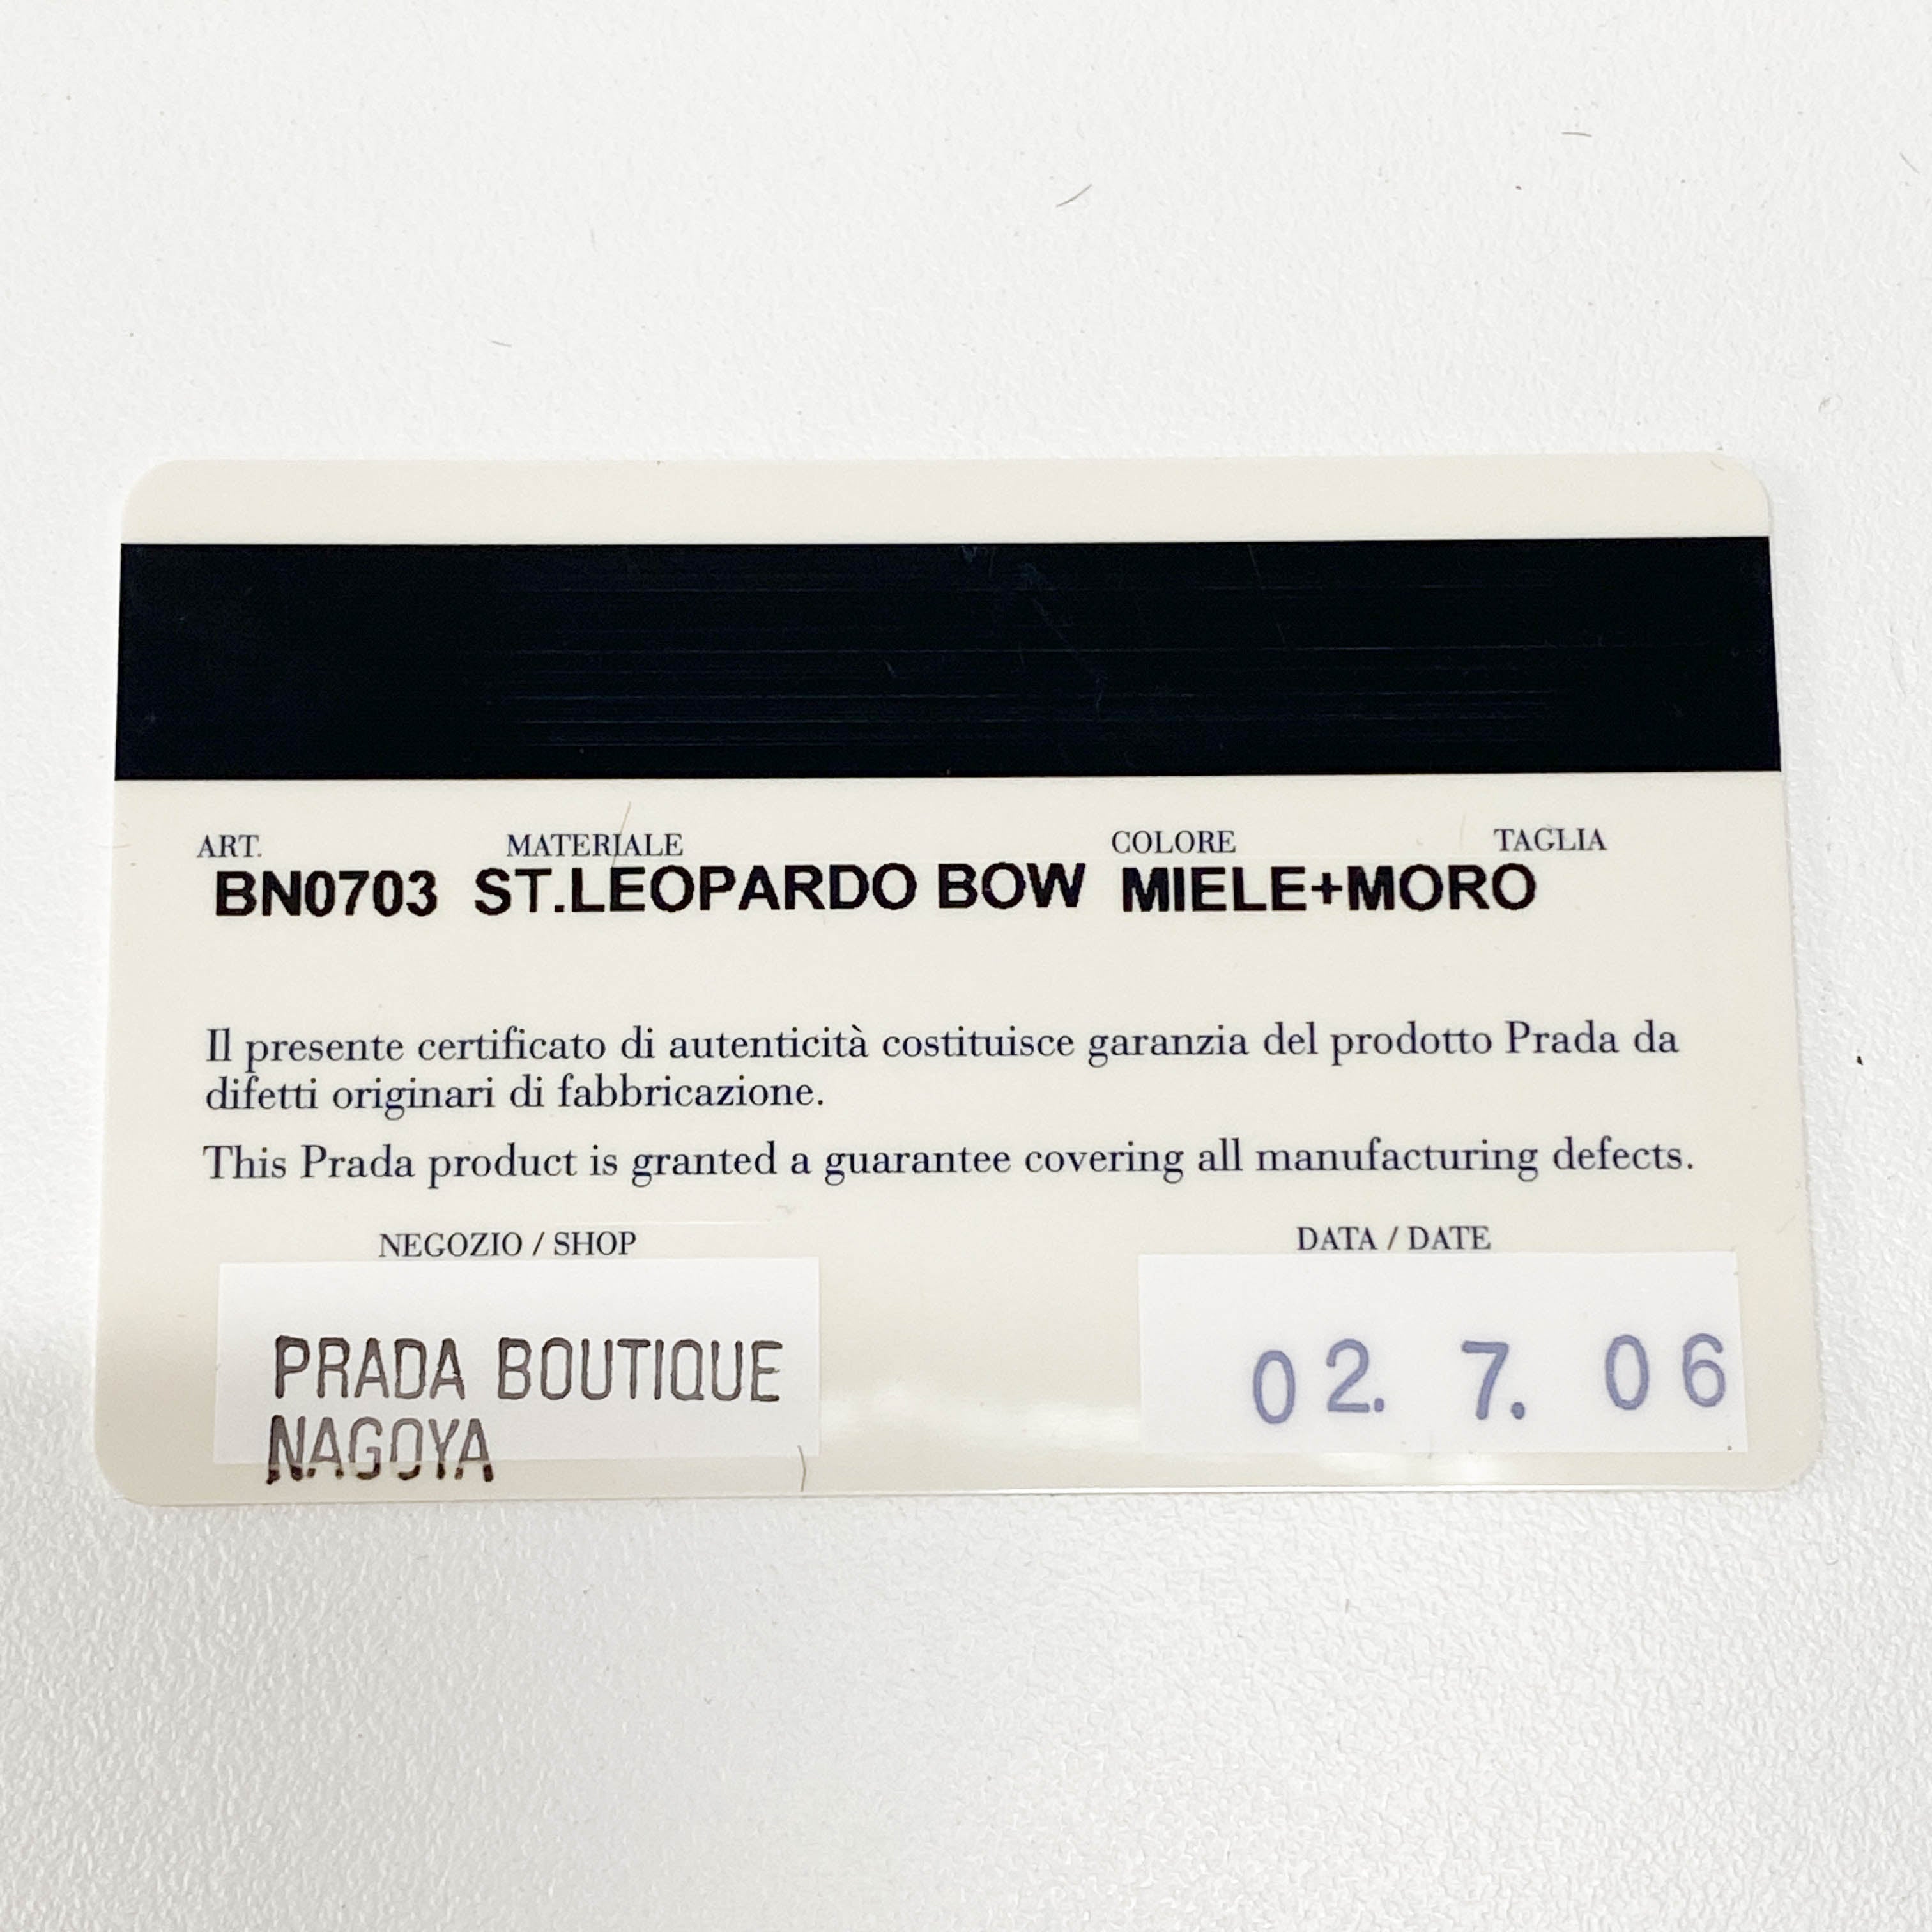 ART. MATERIALE COLORE TAGLIA
BN0703 ST.LEOPARDO BOW MIELE+MORO
Il presente certificato di autenticità costituisce garanzia del prodotto Prada da
difetti originari di fabbricazione.
This Prada product is granted a guarantee covering all manufacturing defects.
NEGOZIO / SHOP DATA / DATE
PRADA BOUTIQUE 02. 7. 06
NAGOYA